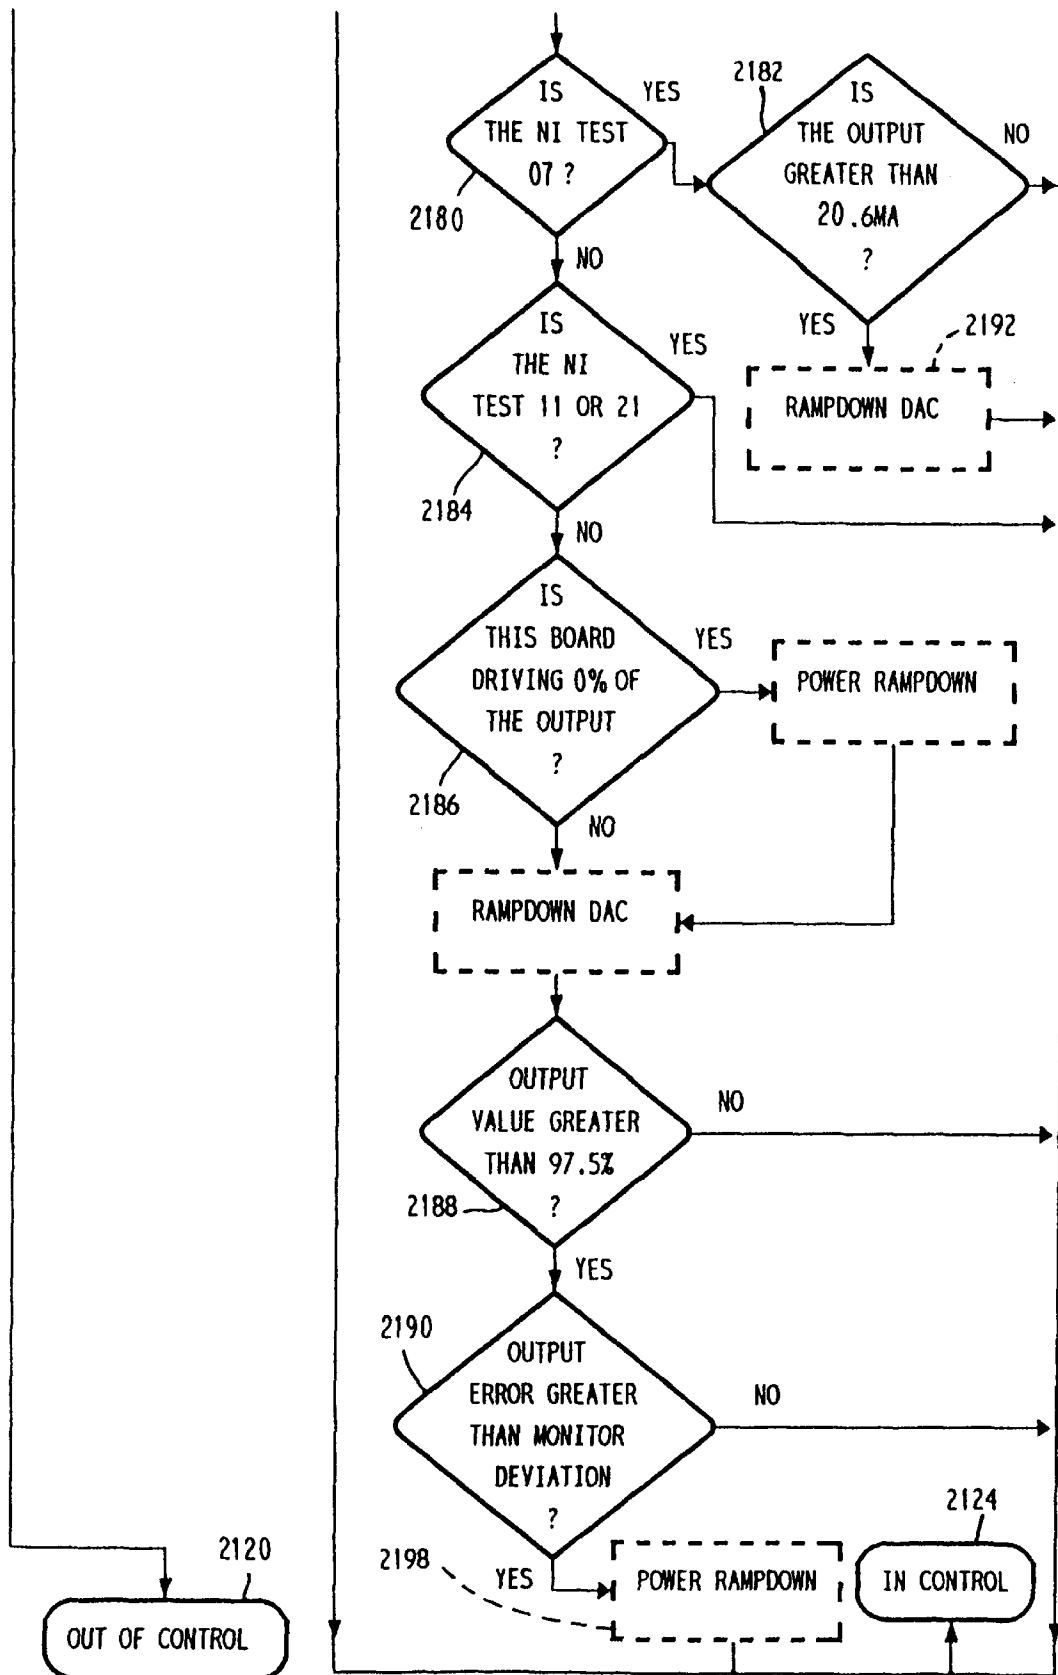 IS
THE NI TEST
07 ?
YES
2180
NO
2182
IS
THE OUTPUT
GREATER THAN
20.6MA
?
NO
YES
2192
RAMPDOWN DAC
IS
THE NI
TEST 11 OR 21
?
YES
2184
NO
IS
THIS BOARD
DRIVING 0% OF
THE OUTPUT
?
YES
2186
NO
POWER RAMPDOWN
RAMPDOWN DAC
OUTPUT
VALUE GREATER
THAN 97.5%
?
NO
2188
YES
2190
OUTPUT
ERROR GREATER
THAN MONITOR
DEVIATION
?
NO
YES
2198
POWER RAMPDOWN
2124
IN CONTROL
2120
OUT OF CONTROL